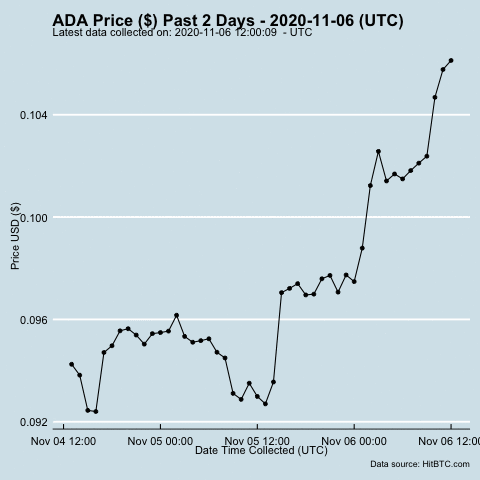 ADA Price ($) Past 2 Days - 2020-11-06 (UTC)
Latest data collected on: 2020-11-06 12:00:09 - UTC
0.104
0.100
0.096
0.092
Price USD ($)
Nov 04 12:00 Nov 05 00:00 Nov 05 12:00 Nov 06 00:00 Nov 06 12:00
Date Time Collected (UTC)
Data source: HitBTC.com